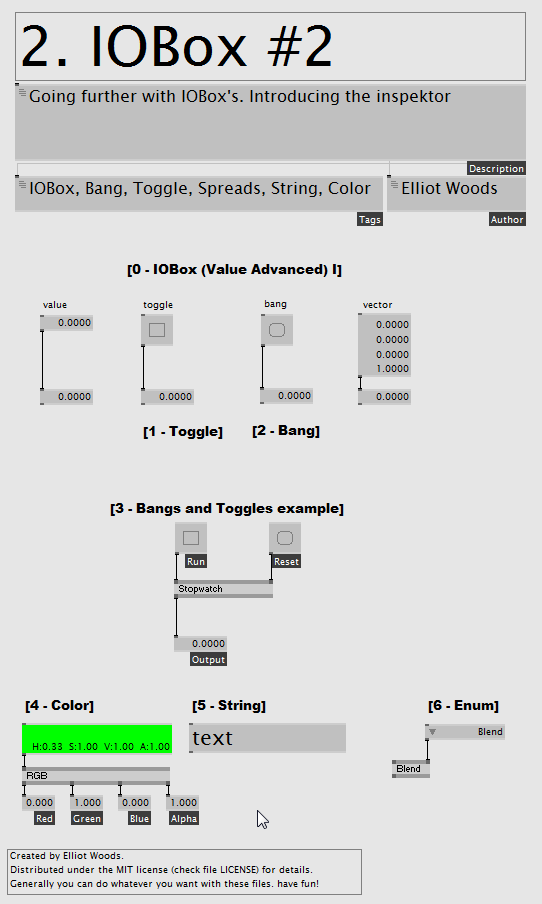 2. IOBox #2
Going further with IOBox's. Introducing the inspektor
Description
IOBox, Bang, Toggle, Spreads, String, Color
Elliot Woods
Tags
Author
[0 - IOBox (Value Advanced) I]
value
toggle
bang
vector
0.0000
0.0000
0.0000
0.0000
1.0000
0.0000
0.0000
0.0000
0.0000
[1 - Toggle]
[2 - Bang]
[3 - Bangs and Toggles example]
Run
Reset
Stopwatch
0.0000
Output
[4 - Color]
[5 - String]
[6 - Enum]
H:0.33 S:1.00 V:1.00 A:1.00
text
Blend
RGB
Blend
0.000
1.000
0.000
1.000
Red
Green
Blue
Alpha
Created by Elliot Woods.
Distributed under the MIT license (check file LICENSE) for details.
Generally you can do whatever you want with these files. have fun!